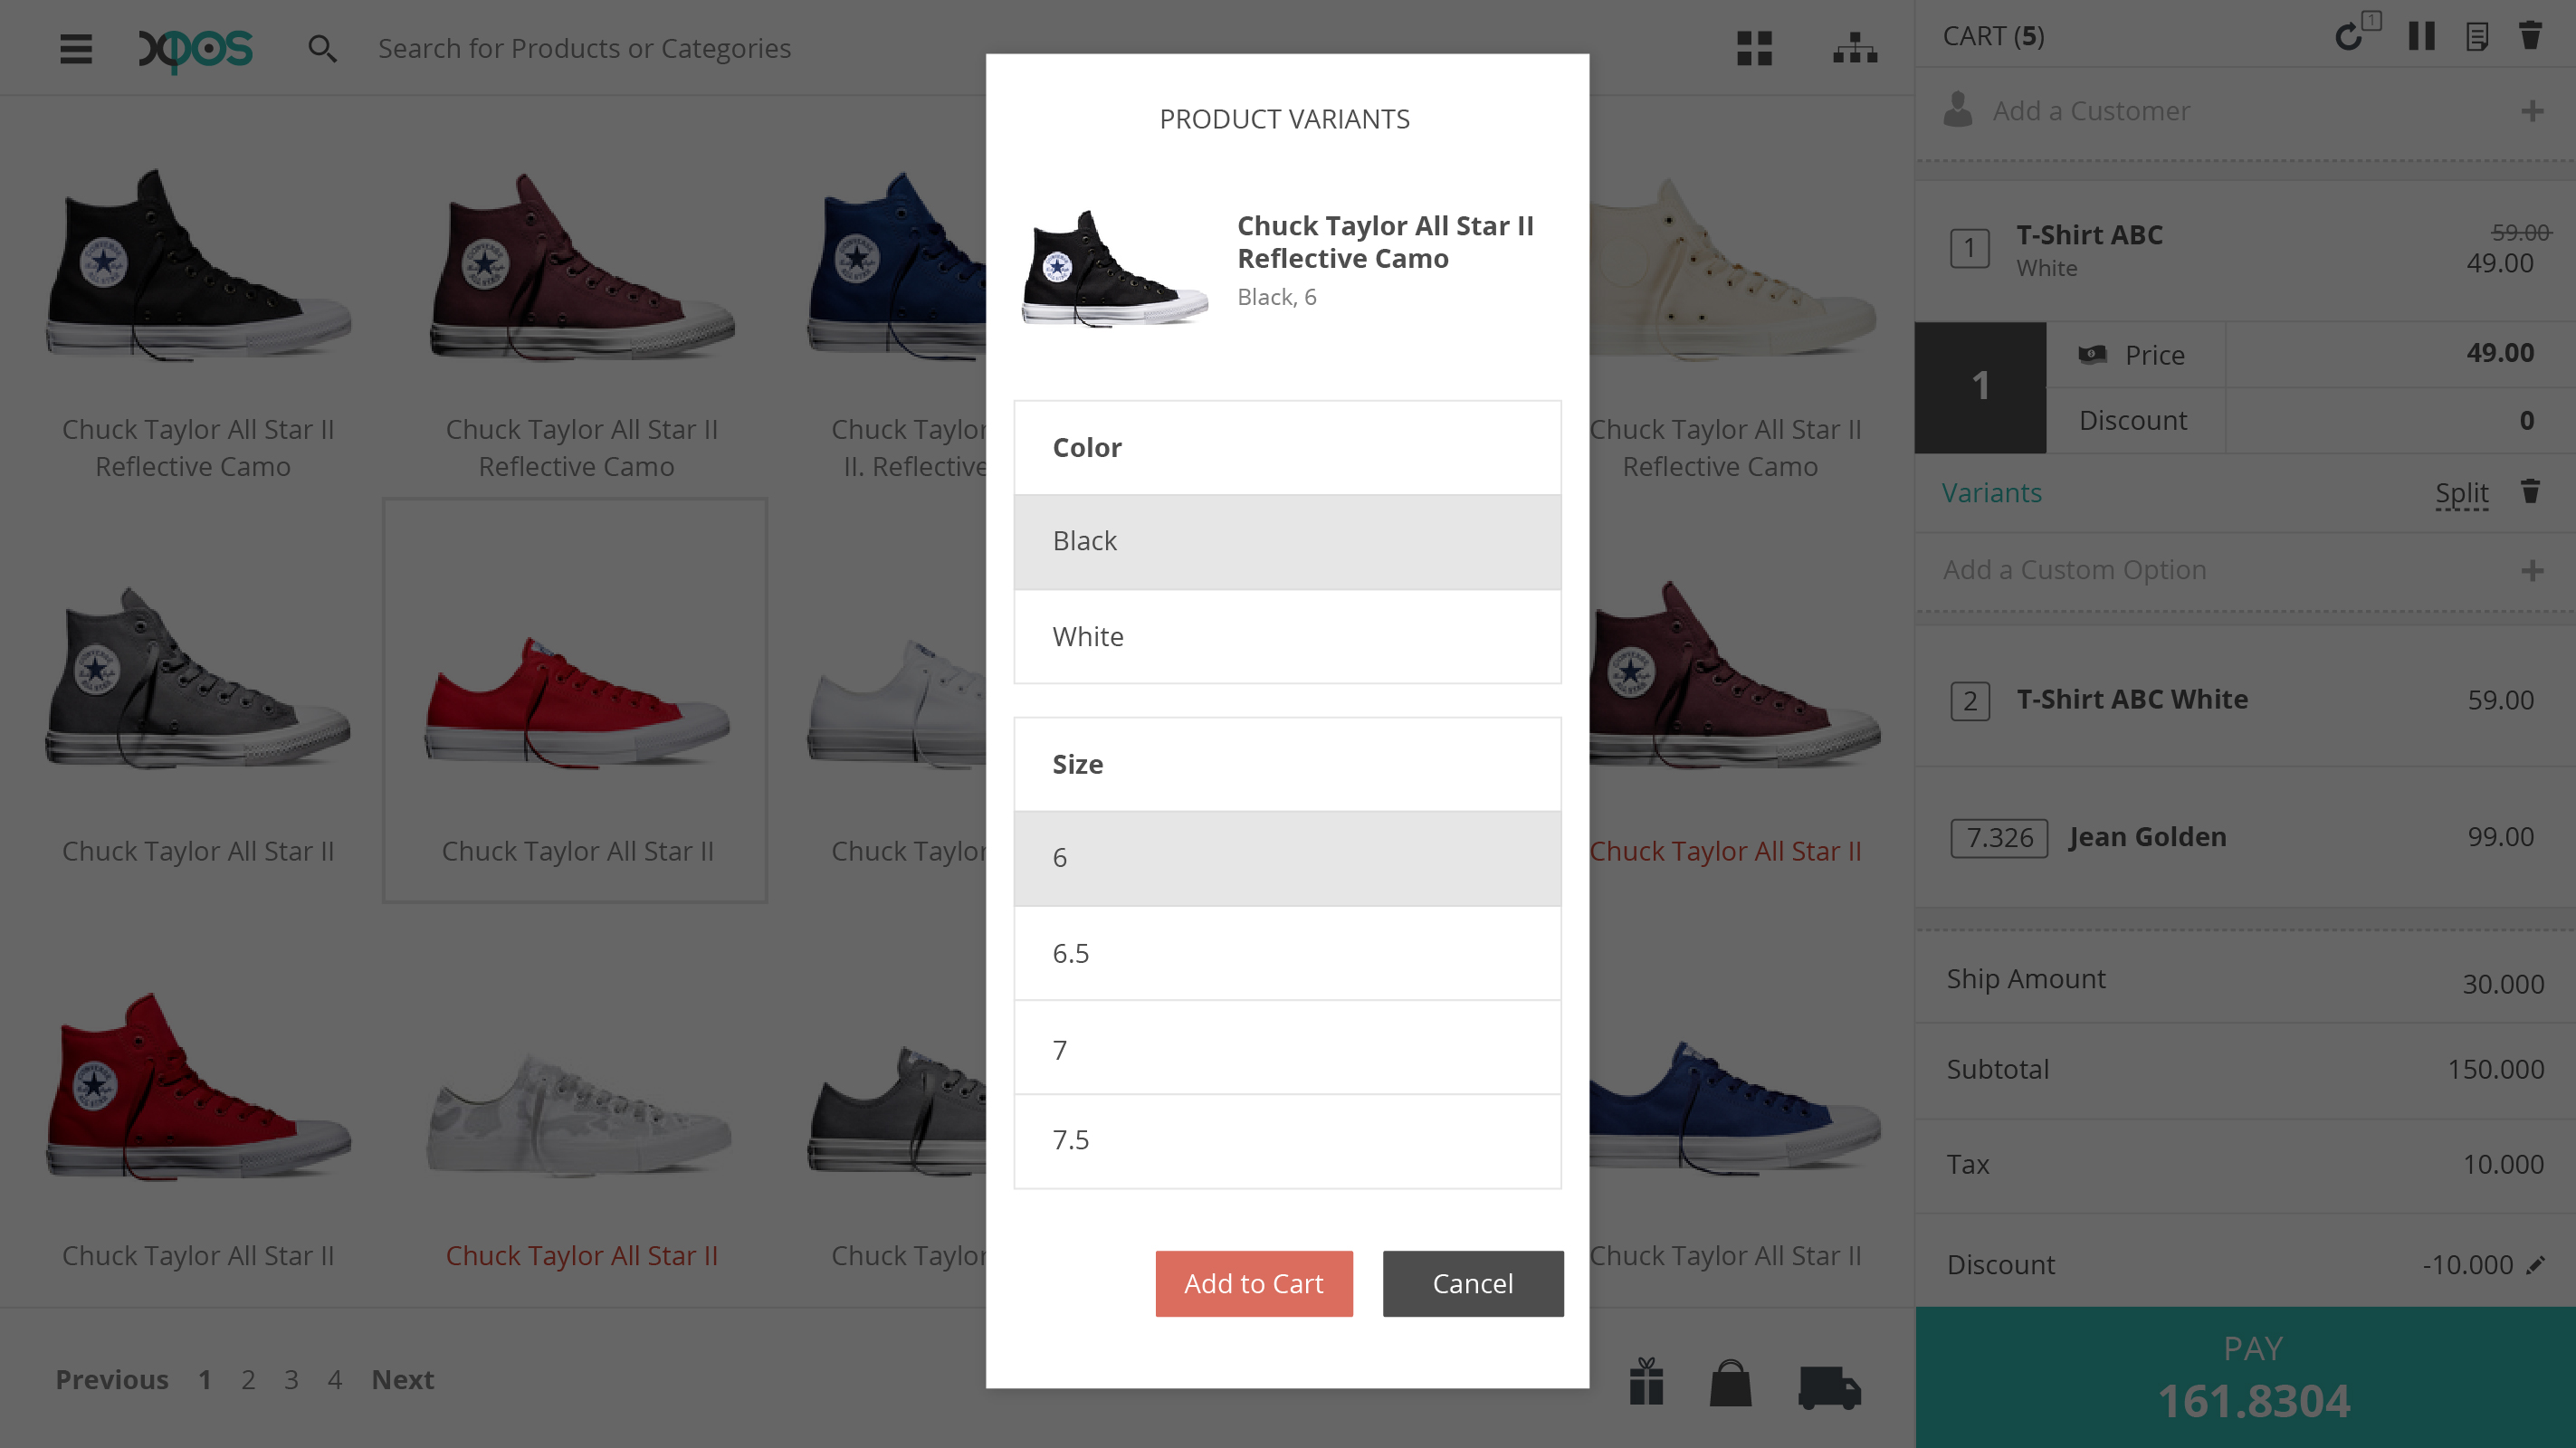 xpos
Search for Products or Categories
Chuck Taylor All Star II
Reflective Camo
Chuck Taylor All Star II
Reflective Camo
Chuck Taylor
II. Reflective
Chuck Taylor All Star II
Reflective Camo
Chuck Taylor All Star II
Chuck Taylor All Star II
Chuck Taylor
Chuck Taylor All Star II
Chuck Taylor All Star II
Chuck Taylor All Star II
Chuck Taylor
Chuck Taylor All Star II
Previous 1 2 3 4 Next
PRODUCT VARIANTS
Chuck Taylor All Star II
Reflective Camo
Black, 6
Color
Black
White
Size
6
6.5
7
7.5
Add to Cart
Cancel
CART (5)
1
Add a Customer
1
T-Shirt ABC
White
59.00
49.00
1
Price
49.00
Discount
0
Variants
Split
Add a Custom Option
2
T-Shirt ABC White
59.00
7.326
Jean Golden
99.00
Ship Amount
30.000
Subtotal
150.000
Tax
10.000
Discount
-10.000
PAY
161.8304